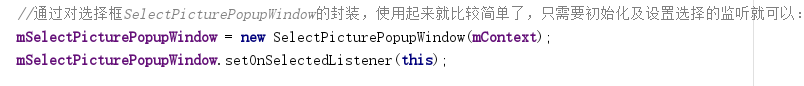 //通过对选择框SelectPicturePopupWindow的封装，使用起来就比较简单了，只需要初始化及设置选择的监听就可以：
mSelectPicturePopupWindow = new SelectPicturePopupWindow(mContext);
mSelectPicturePopupWindow.setOnSelectedListener(this);